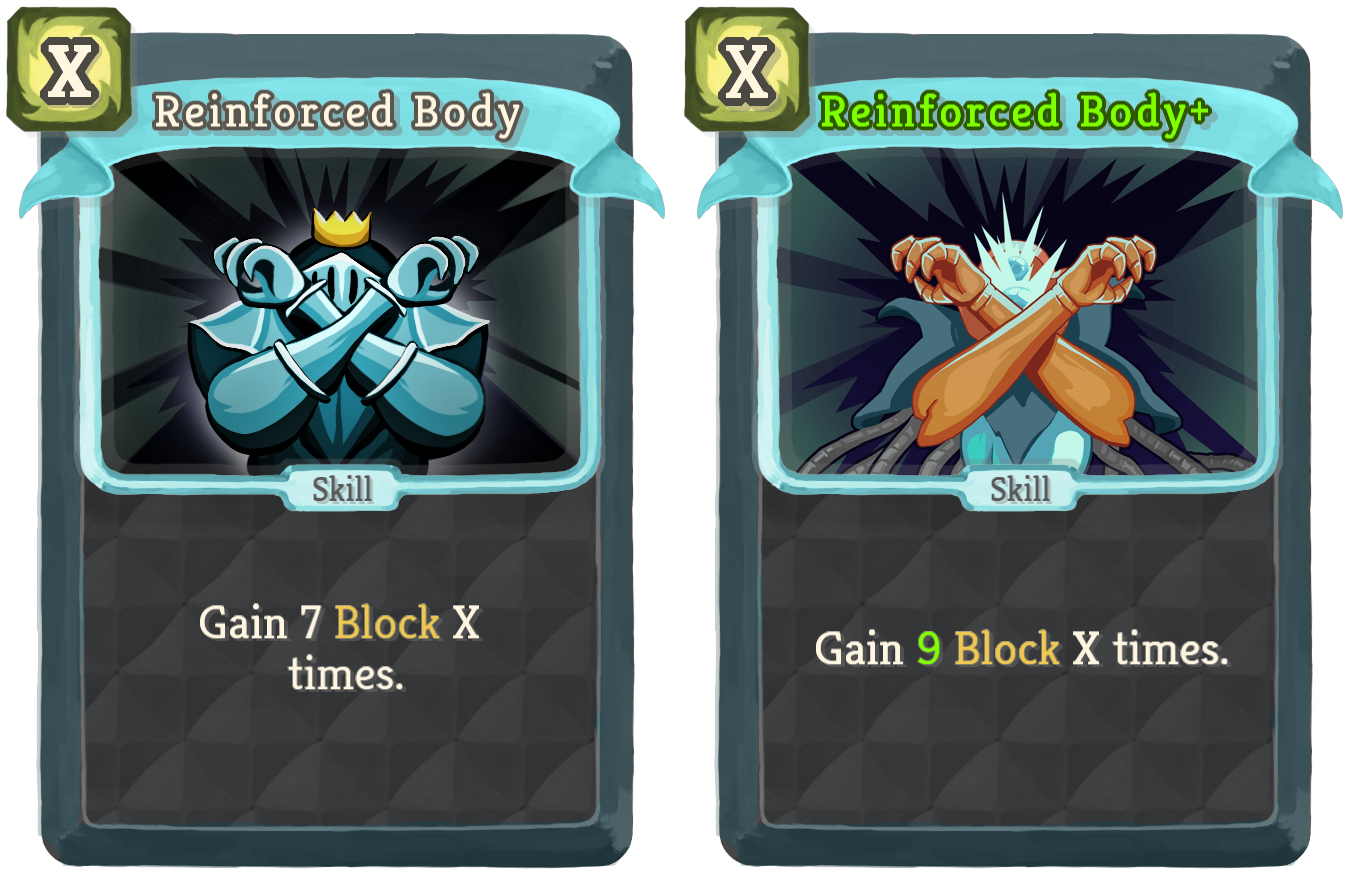 X
Reinforced Body
Skill
Gain 7 Block X
times.
X
Reinforced Body+
Skill
Gain 9 Block X times.